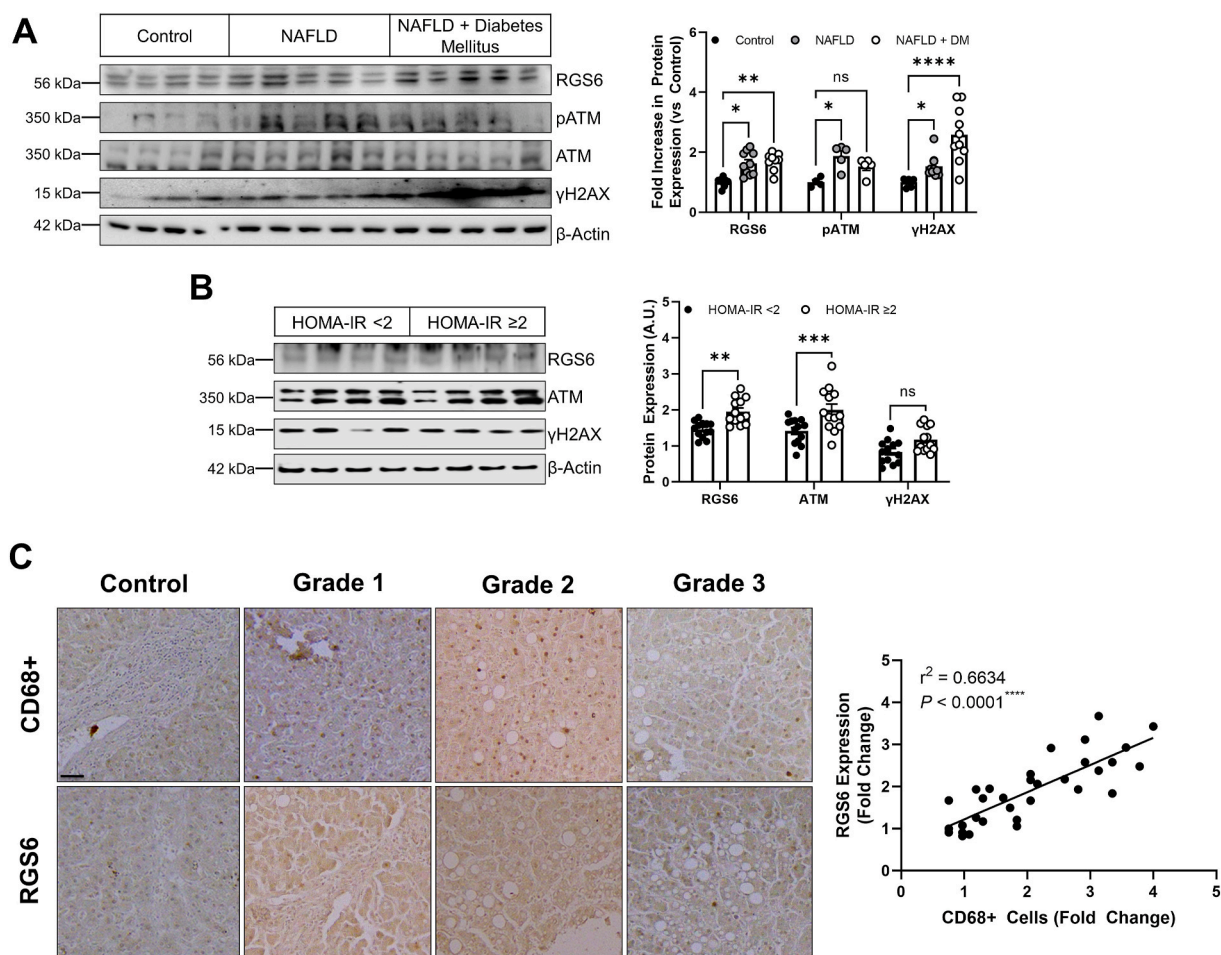 A
Control
NAFLD
NAFLD + Diabetes
Mellitus
56 kDa
RGS6
350 kDa
pATM
350 kDa
ATM
15 kDa
γH2AX
42 kDa
β-Actin
Fold Increase in Protein
Expression (vs Control)
Control
NAFLD
NAFLD + DM
6
4
2
0
**
*
ns
*
****
*
RGS6
pATM
γH2AX
B
HOMA-IR <2
HOMA-IR ≥2
56 kDa
RGS6
350 kDa
ATM
15 kDa
γH2AX
42 kDa
β-Actin
Protein Expression (A.U.)
HOMA-IR <2
HOMA-IR ≥2
5
4
3
2
1
0
**
***
ns
RGS6
ATM
γH2AX
C
Control
Grade 1
Grade 2
Grade 3
CD68+
RGS6
RGS6 Expression
(Fold Change)
5
4
3
2
1
0
r² = 0.6634
P < 0.0001****
0
1
2
3
4
5
CD68+ Cells (Fold Change)